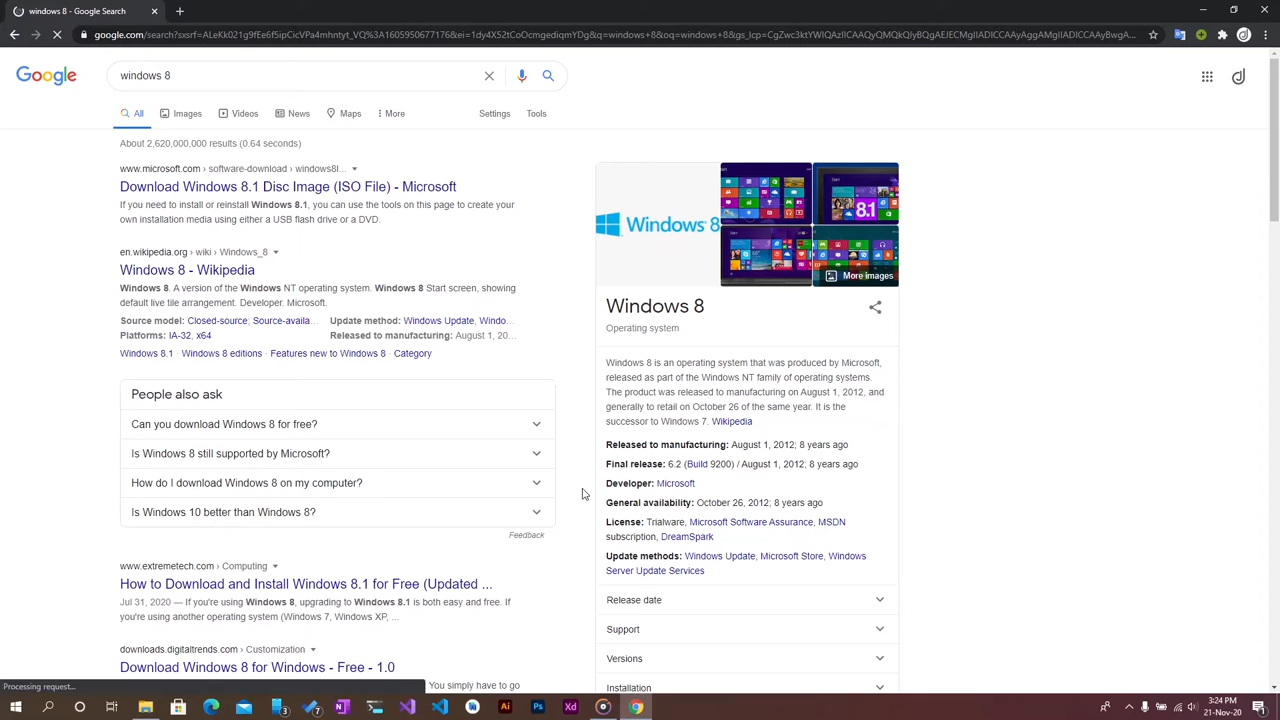 windows 8 - Google Search
google.com/search?sxsrf=
Google
windows 8
All
Images
Videos
News
Maps
More
Settings
Tools
About 2,620,000,000 results (0.64 seconds)
www.microsoft.com › software-download › windows8I...
Download Windows 8.1 Disc Image (ISO File) - Microsoft
If you need to install or reinstall Windows 8.1, you can use the tools on this page to create your
own installation media using either a USB flash drive or a DVD.
en.wikipedia.org › wiki › Windows_8
Windows 8 - Wikipedia
Windows 8. A version of the Windows NT operating system. Windows 8 Start screen, showing
default live tile arrangement. Developer. Microsoft.
Source model: Closed-source; Source-availa...
Update method: Windows Update, Windo...
Platforms: IA-32, x64
Released to manufacturing: August 1, 20...
Windows 8.1 · Windows 8 editions · Features new to Windows 8 · Category
People also ask
Can you download Windows 8 for free?
Is Windows 8 still supported by Microsoft?
How do I download Windows 8 on my computer?
Is Windows 10 better than Windows 8?
Feedback
www.extremetech.com › Computing
How to Download and Install Windows 8.1 for Free (Updated ...
Jul 31, 2020 — If you're using Windows 8, upgrading to Windows 8.1 is both easy and free. If
you're using another operating system (Windows 7, Windows XP, ...
downloads.digitaltrends.com › Customization
Download Windows 8 for Windows - Free - 1.0
You simply have to go
Windows 8
Start
8.1
More images
Windows 8
Operating system
Windows 8 is an operating system that was produced by Microsoft,
released as part of the Windows NT family of operating systems.
The product was released to manufacturing on August 1, 2012, and
generally to retail on October 26 of the same year. It is the
successor to Windows 7. Wikipedia
Released to manufacturing: August 1, 2012; 8 years ago
Final release: 6.2 (Build 9200) / August 1, 2012; 8 years ago
Developer: Microsoft
General availability: October 26, 2012; 8 years ago
License: Trialware, Microsoft Software Assurance, MSDN
subscription, DreamSpark
Update methods: Windows Update, Microsoft Store, Windows
Server Update Services
Release date
Support
Versions
Installation
Processing request...
3
7
Ai
Ps
Xd
3:24 PM
21-Nov-20